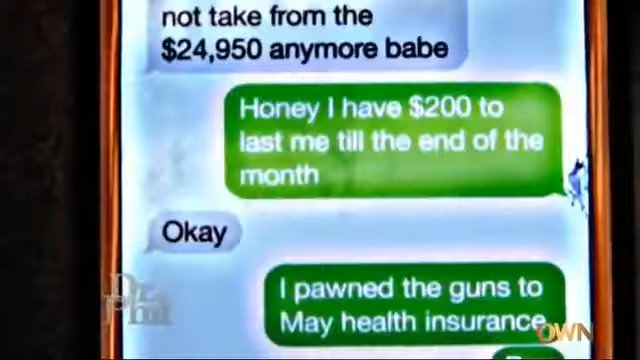 not take from the
$24,950 anymore babe
Honey I have $200 to
last me till the end of the
month
Okay
I pawned the guns to
May health insurance
Dr.
Phil
OWN